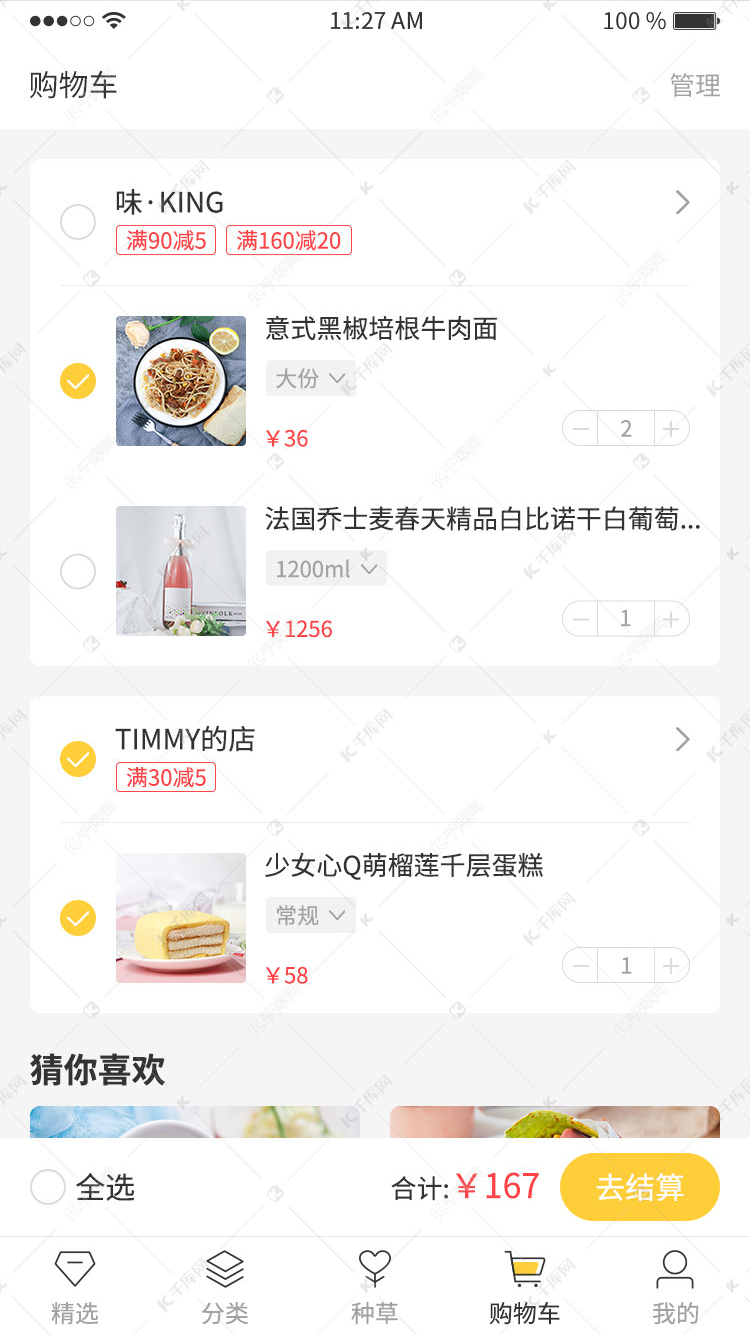 11:27 AM
100 %
购物车
管理
味·KING
满90减5 满160减20
意式黑椒培根牛肉面
大份
￥36
2
法国乔士麦春天精品白比诺干白葡萄...
1200ml
￥1256
1
TIMMY的店
满30减5
少女心Q萌榴莲千层蛋糕
常规
￥58
1
猜你喜欢
全选
合计:￥167
去结算
精选 分类 种草 购物车 我的
千库网